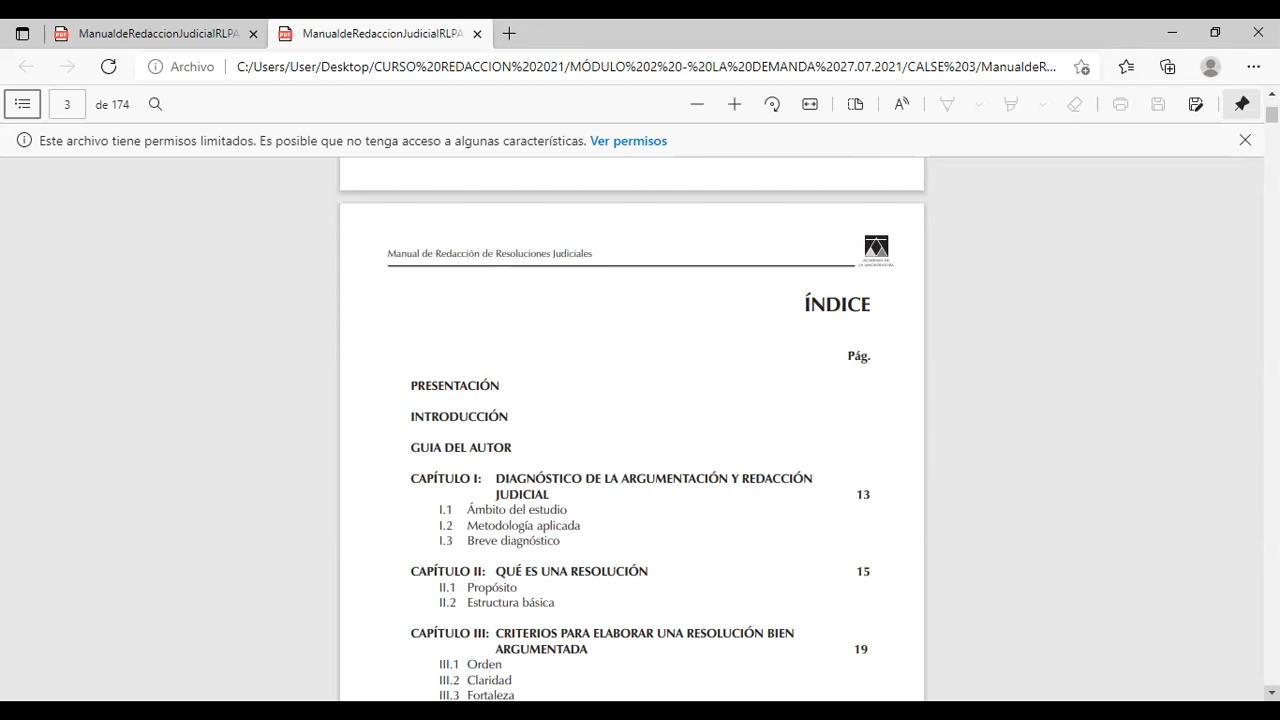 ManualdeRedaccionJudicialRLPA
ManualdeRedaccionJudicialRLPA
Archivo
C:/Users/User/Desktop/CURSO%20REDACCION%202021/MÓDULO%202%20-%20LA%20DEMANDA%2027.07.2021/CALSE%203/ManualdeR...
3
de 174
Este archivo tiene permisos limitados. Es posible que no tenga acceso a algunas características. Ver permisos
Manual de Redacción de Resoluciones Judiciales
ACADEMIA DE
LA MAGISTRATURA
ÍNDICE
Pág.
PRESENTACIÓN
INTRODUCCIÓN
GUIA DEL AUTOR
CAPÍTULO I: DIAGNÓSTICO DE LA ARGUMENTACIÓN Y REDACCIÓN
JUDICIAL 13
I.1 Ámbito del estudio
I.2 Metodología aplicada
I.3 Breve diagnóstico
CAPÍTULO II: QUÉ ES UNA RESOLUCIÓN 15
II.1 Propósito
II.2 Estructura básica
CAPÍTULO III: CRITERIOS PARA ELABORAR UNA RESOLUCIÓN BIEN
ARGUMENTADA 19
III.1 Orden
III.2 Claridad
III.3 Fortaleza